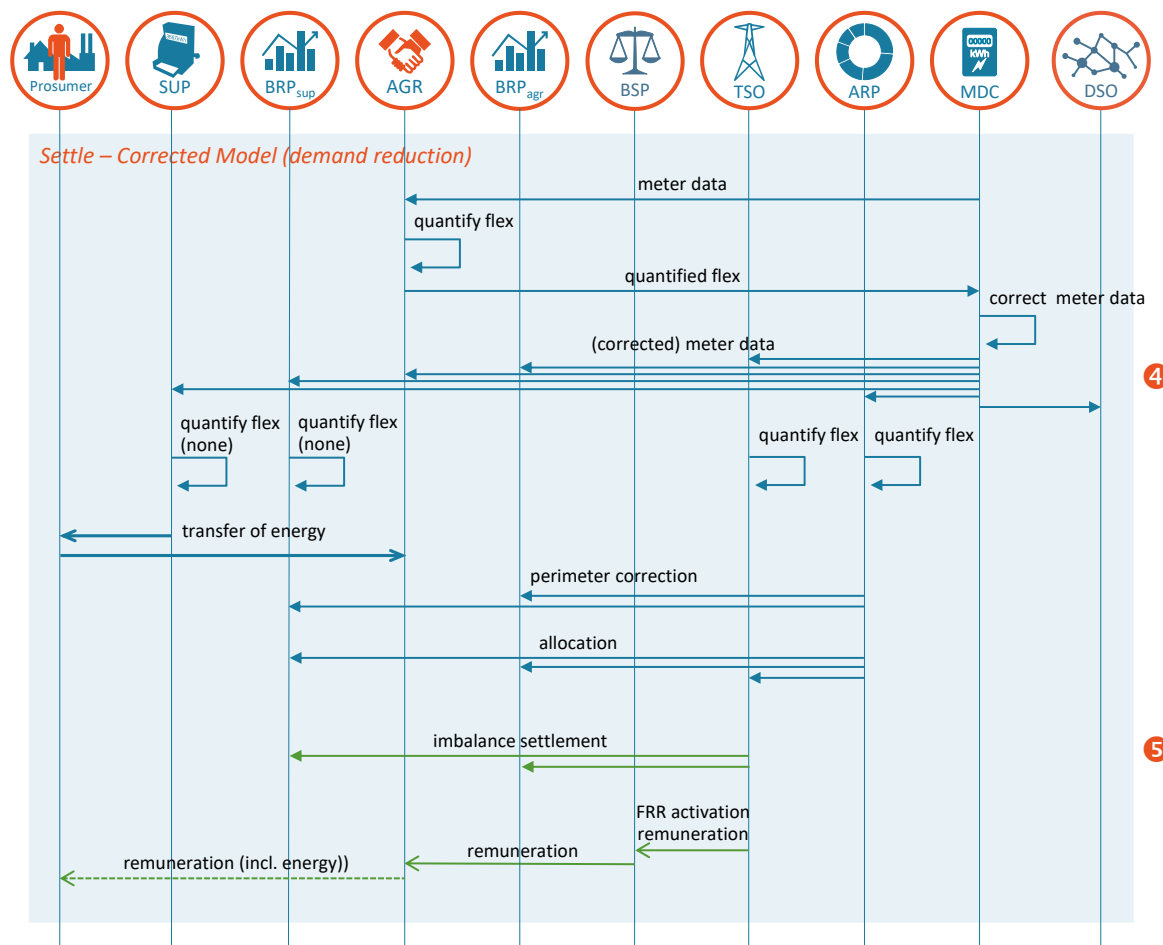 Prosumer
SUP
BRPsup
AGR
BRPagr
BSP
TSO
ARP
00000
kWh
MDC
DSO
Settle – Corrected Model (demand reduction)
meter data
quantify flex
quantified flex
correct meter data
(corrected) meter data
4
quantify flex
(none)
quantify flex
(none)
quantify flex
quantify flex
transfer of energy
perimeter correction
allocation
imbalance settlement
5
FRR activation
remuneration
remuneration
remuneration (incl. energy))